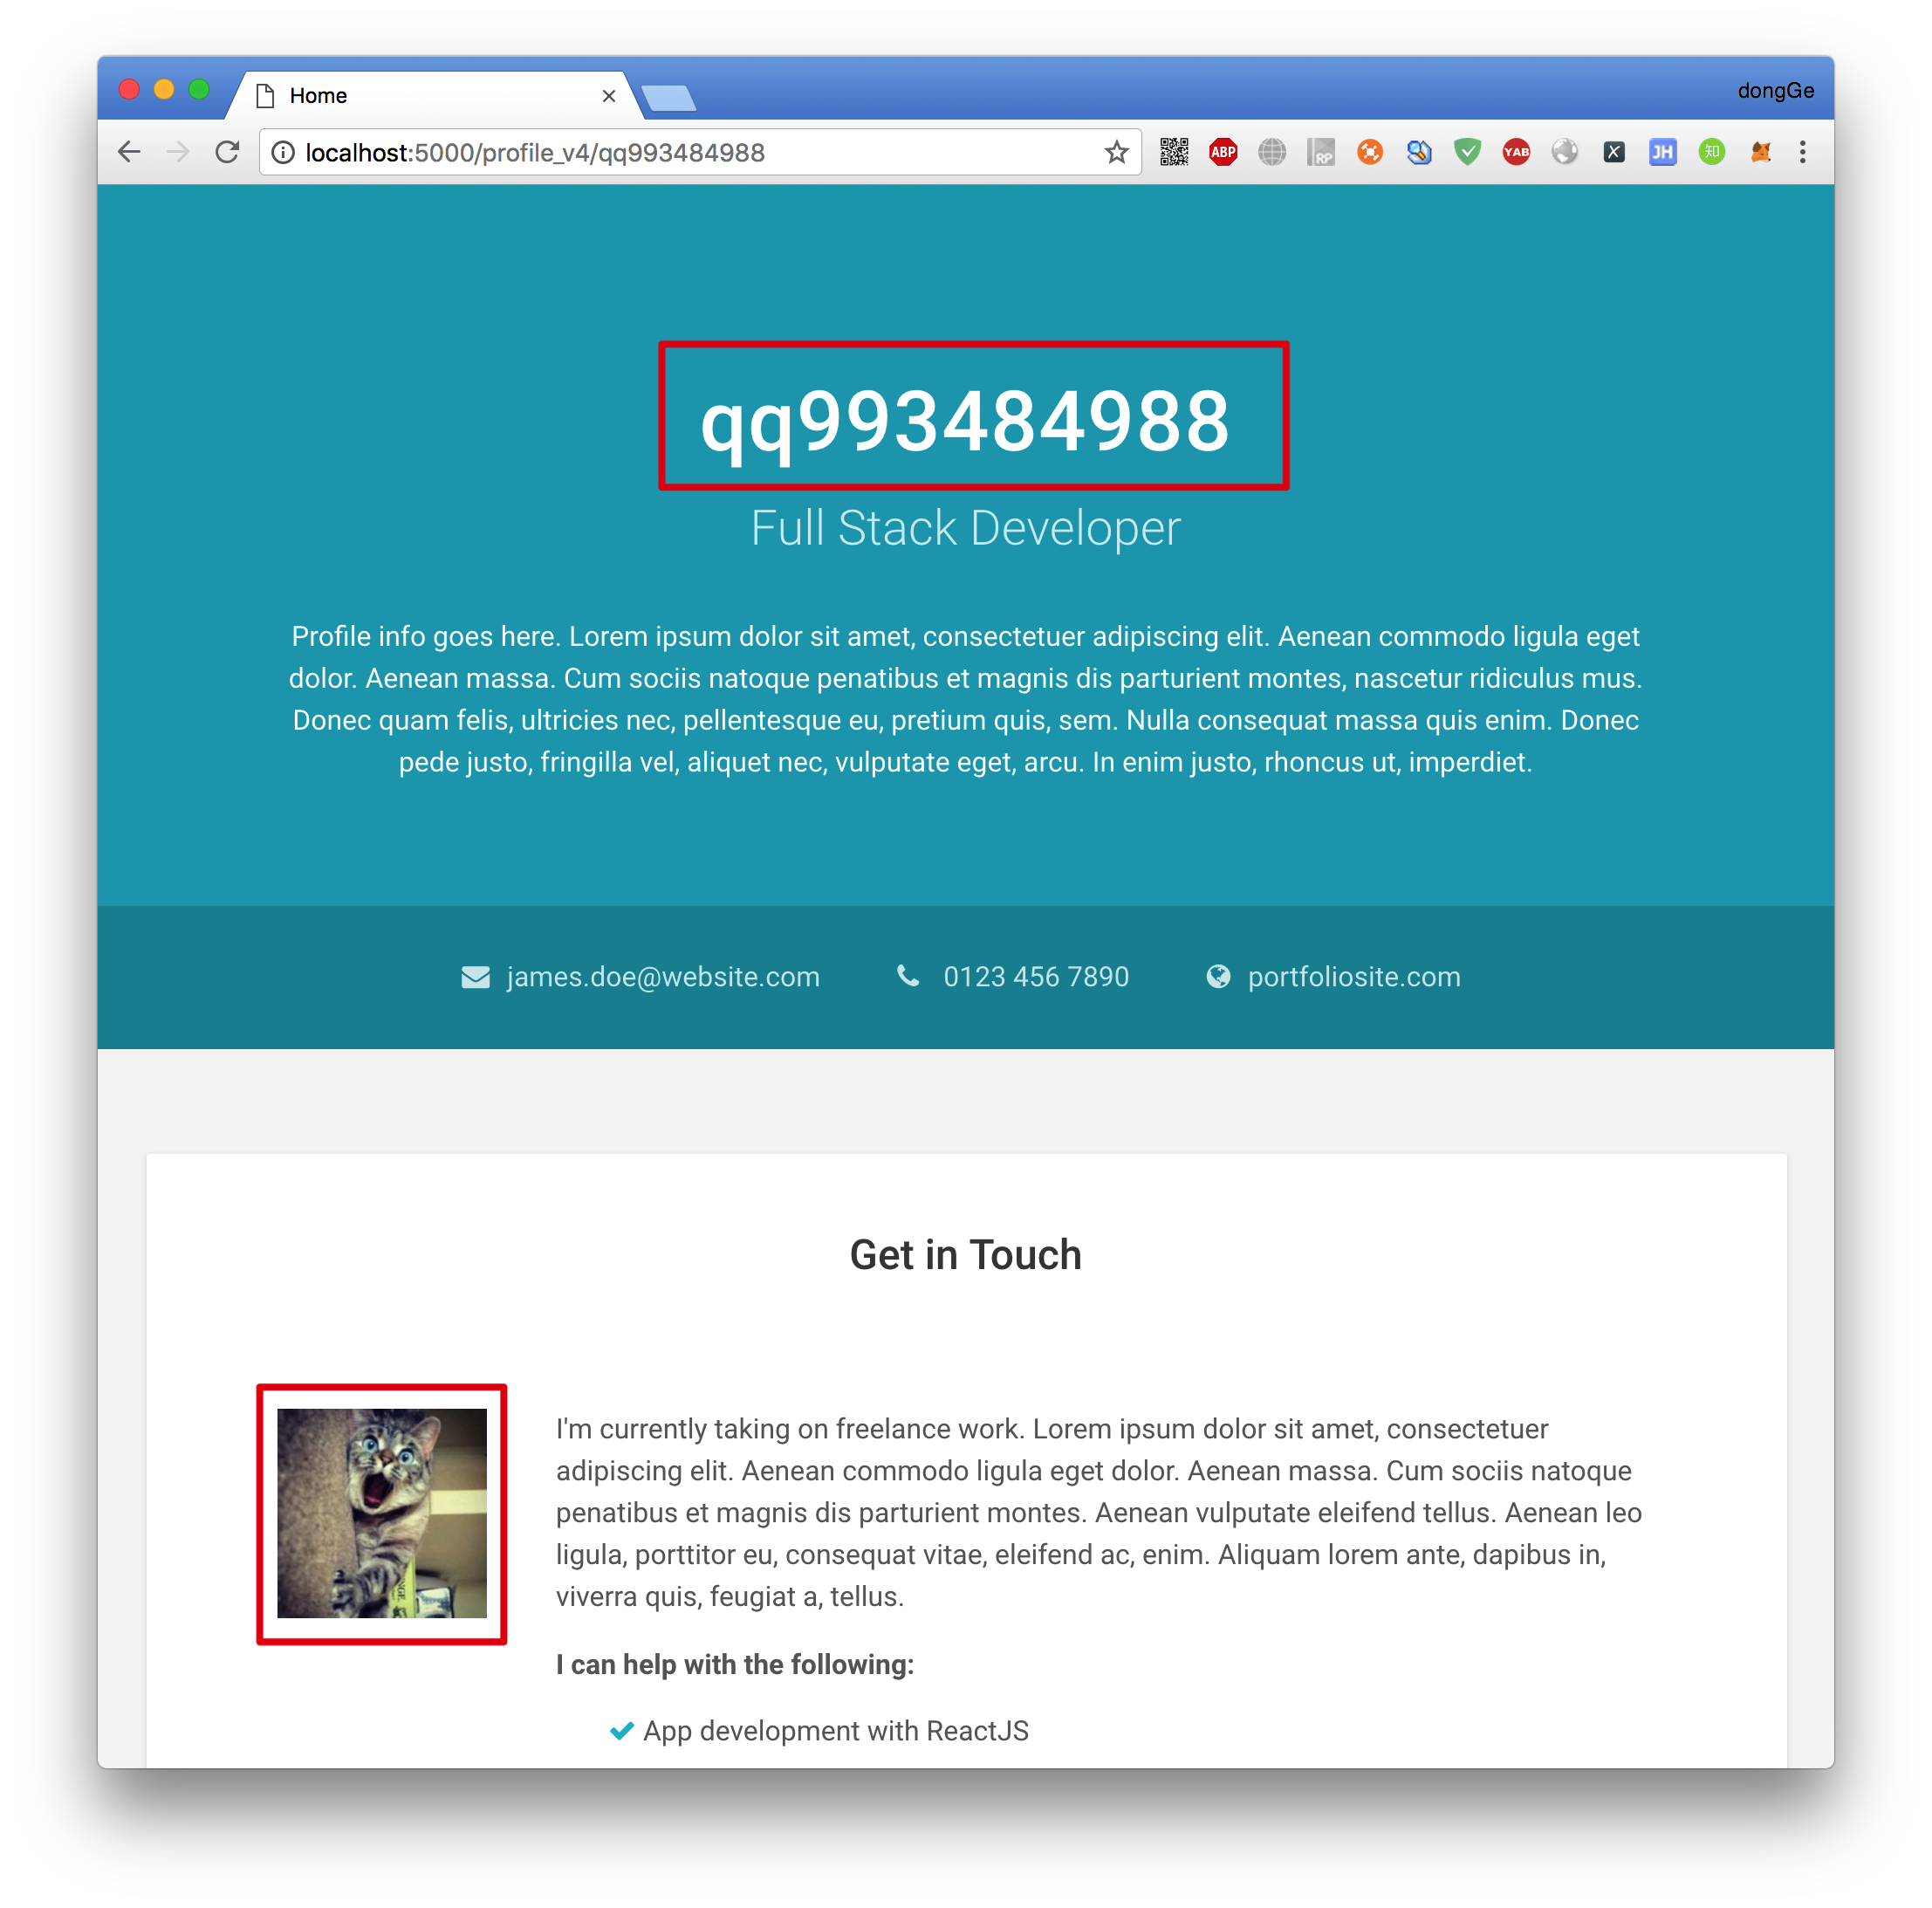 Home
dongGe
localhost:5000/profile_v4/qq993484988
ABP
RP
YAB
X
JH
知
qq993484988
Full Stack Developer
Profile info goes here. Lorem ipsum dolor sit amet, consectetuer adipiscing elit. Aenean commodo ligula eget
dolor. Aenean massa. Cum sociis natoque penatibus et magnis dis parturient montes, nascetur ridiculus mus.
Donec quam felis, ultricies nec, pellentesque eu, pretium quis, sem. Nulla consequat massa quis enim. Donec
pede justo, fringilla vel, aliquet nec, vulputate eget, arcu. In enim justo, rhoncus ut, imperdiet.
james.doe@website.com
0123 456 7890
portfoliosite.com
Get in Touch
I'm currently taking on freelance work. Lorem ipsum dolor sit amet, consectetuer
adipiscing elit. Aenean commodo ligula eget dolor. Aenean massa. Cum sociis natoque
penatibus et magnis dis parturient montes. Aenean vulputate eleifend tellus. Aenean leo
ligula, porttitor eu, consequat vitae, eleifend ac, enim. Aliquam lorem ante, dapibus in,
viverra quis, feugiat a, tellus.
I can help with the following:
App development with ReactJS